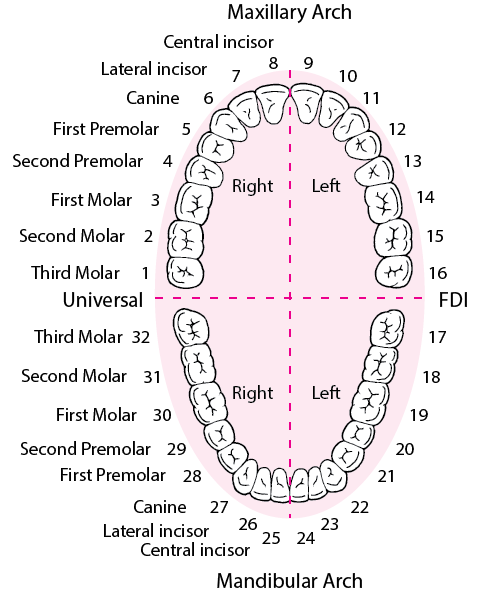 Maxillary Arch
Central incisor 8 9
Lateral incisor 7 10
Canine 6 11
First Premolar 5 12
Second Premolar 4 13
First Molar 3 Right Left 14
Second Molar 2 15
Third Molar 1 16
Universal FDI
Third Molar 32 17
Second Molar 31 18
First Molar 30 Right Left 19
Second Premolar 29 20
First Premolar 28 21
Canine 27 22
Lateral incisor 26 23
Central incisor 25 24
Mandibular Arch